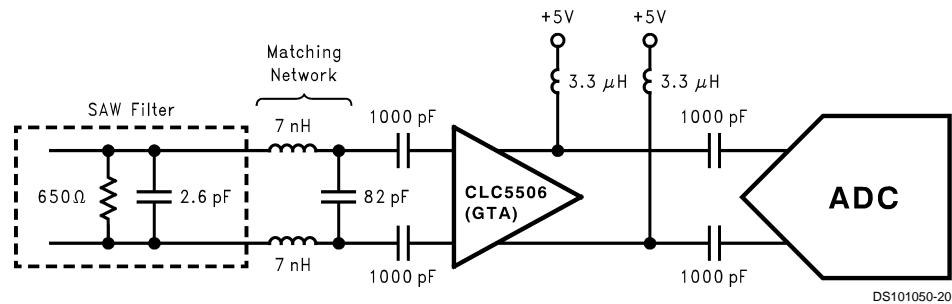 +5V
+5V
Matching
Network
3.3 μH
3.3 μH
SAW Filter
7 nH
1000 pF
1000 pF
650Ω
2.6 pF
82 pF
CLC5506
(GTA)
ADC
7 nH
1000 pF
1000 pF
DS101050-20